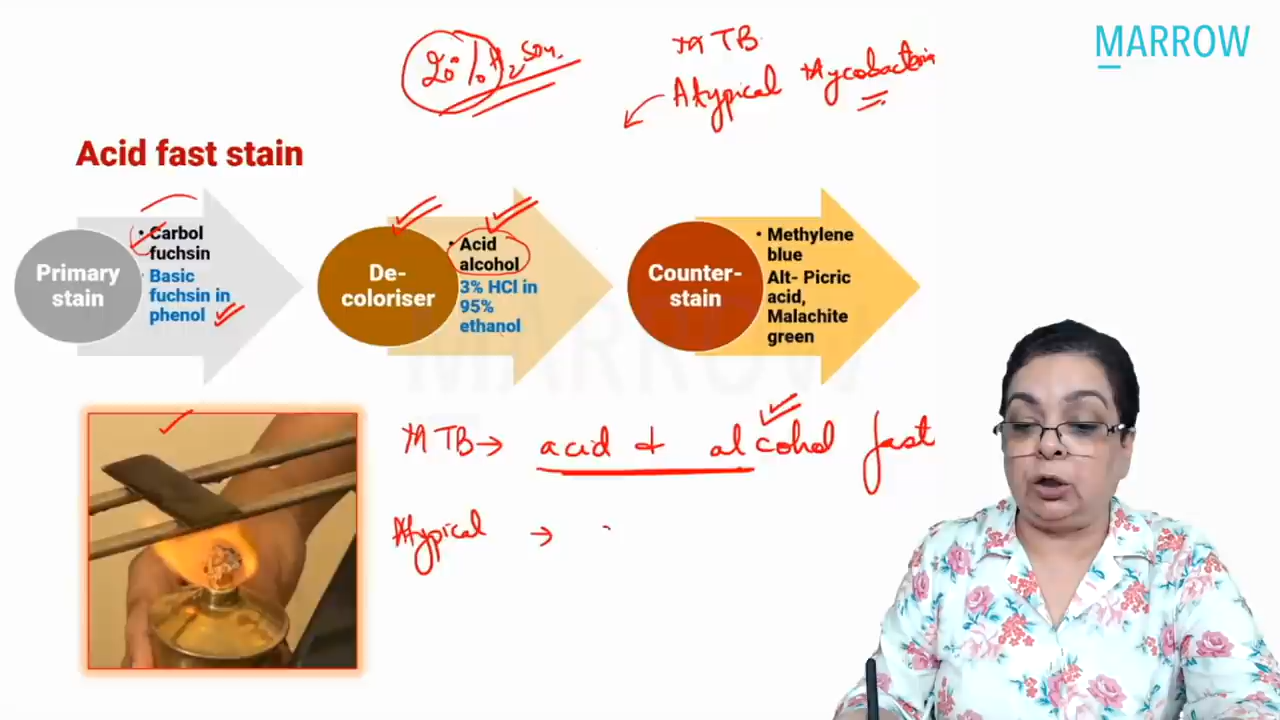 20% H2SO4.
M TB
Atypical Mycobacteria
MARROW
Acid fast stain
Primary
stain
• Carbol
fuchsin
Basic
fuchsin in
phenol
De-
coloriser
• Acid
alcohol
3% HCl in
95%
ethanol
Counter-
stain
• Methylene
blue
Alt- Picric
acid,
Malachite
green
MARROW
M TB → acid + alcohol fast
Atypical →